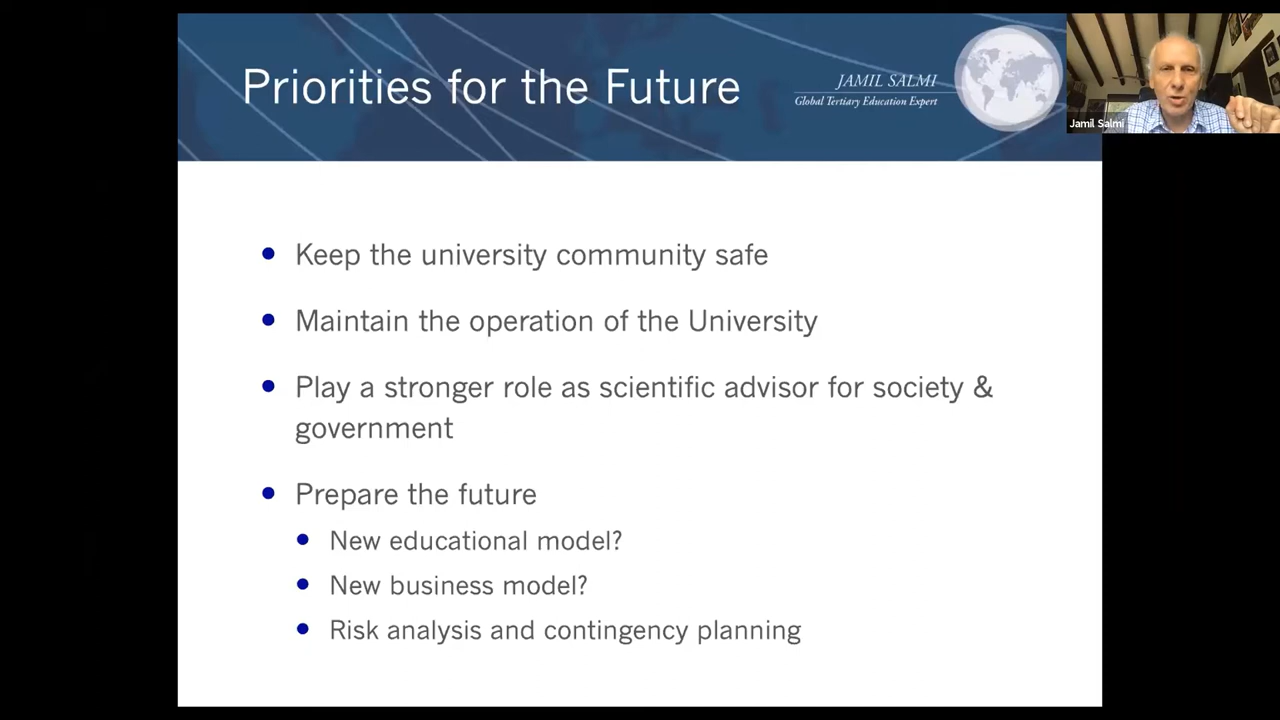 Priorities for the Future
JAMIL SALMI
Global Tertiary Education Expert
Jamil Salmi
• Keep the university community safe
• Maintain the operation of the University
• Play a stronger role as scientific advisor for society &
government
• Prepare the future
• New educational model?
• New business model?
• Risk analysis and contingency planning